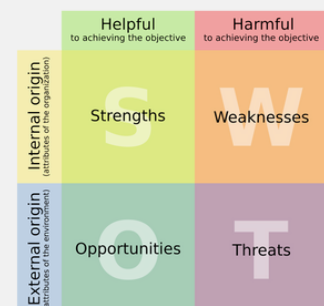 Helpful
to achieving the objective
Harmful
to achieving the objective
Internal origin
(attributes of the organization)
S
Strengths
W
Weaknesses
External origin
(attributes of the environment)
O
Opportunities
T
Threats